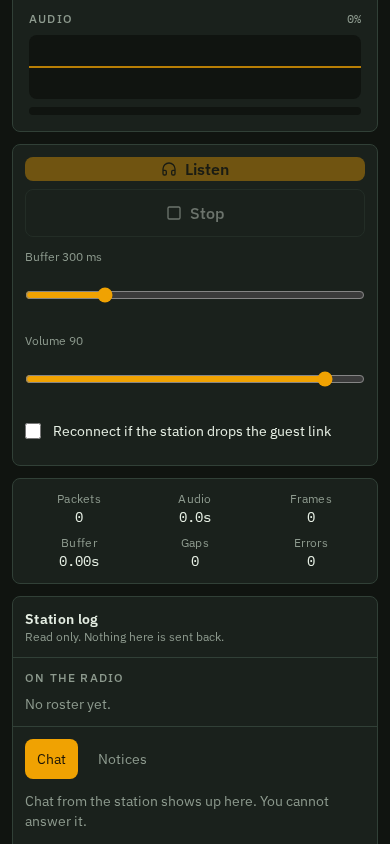 AUDIO 0%
Listen
Stop
Buffer 300 ms
Volume 90
Reconnect if the station drops the guest link
Packets Audio Frames
0 0.0s 0
Buffer Gaps Errors
0.00s 0 0
Station log
Read only. Nothing here is sent back.
ON THE RADIO
No roster yet.
Chat Notices
Chat from the station shows up here. You cannot
answer it.